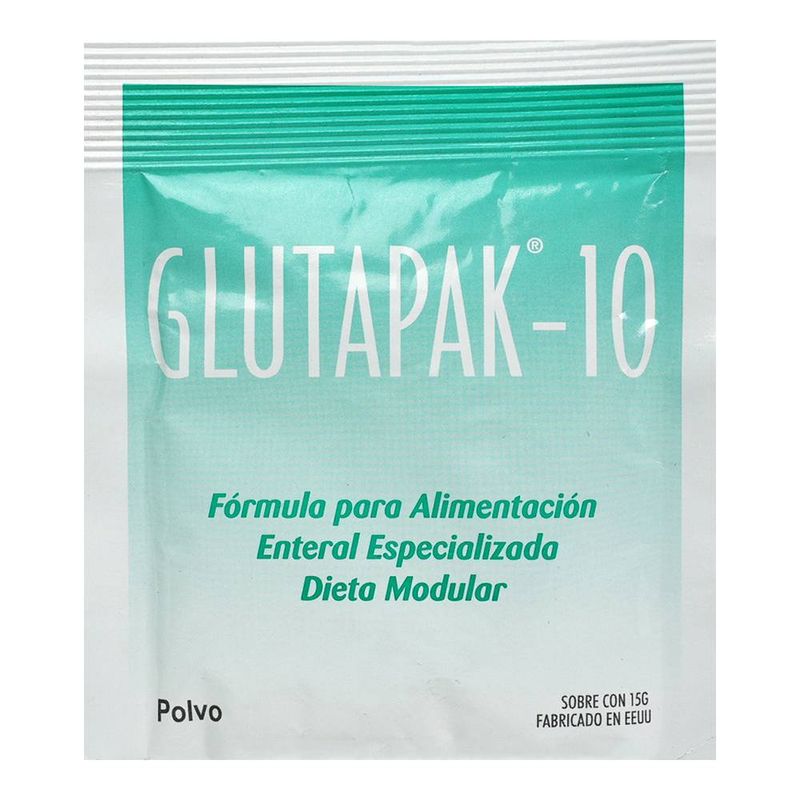 GLUTAPAK®-10
Fórmula para Alimentación
Enteral Especializada
Dieta Modular
Polvo
SOBRE CON 15G
FABRICADO EN EEUU